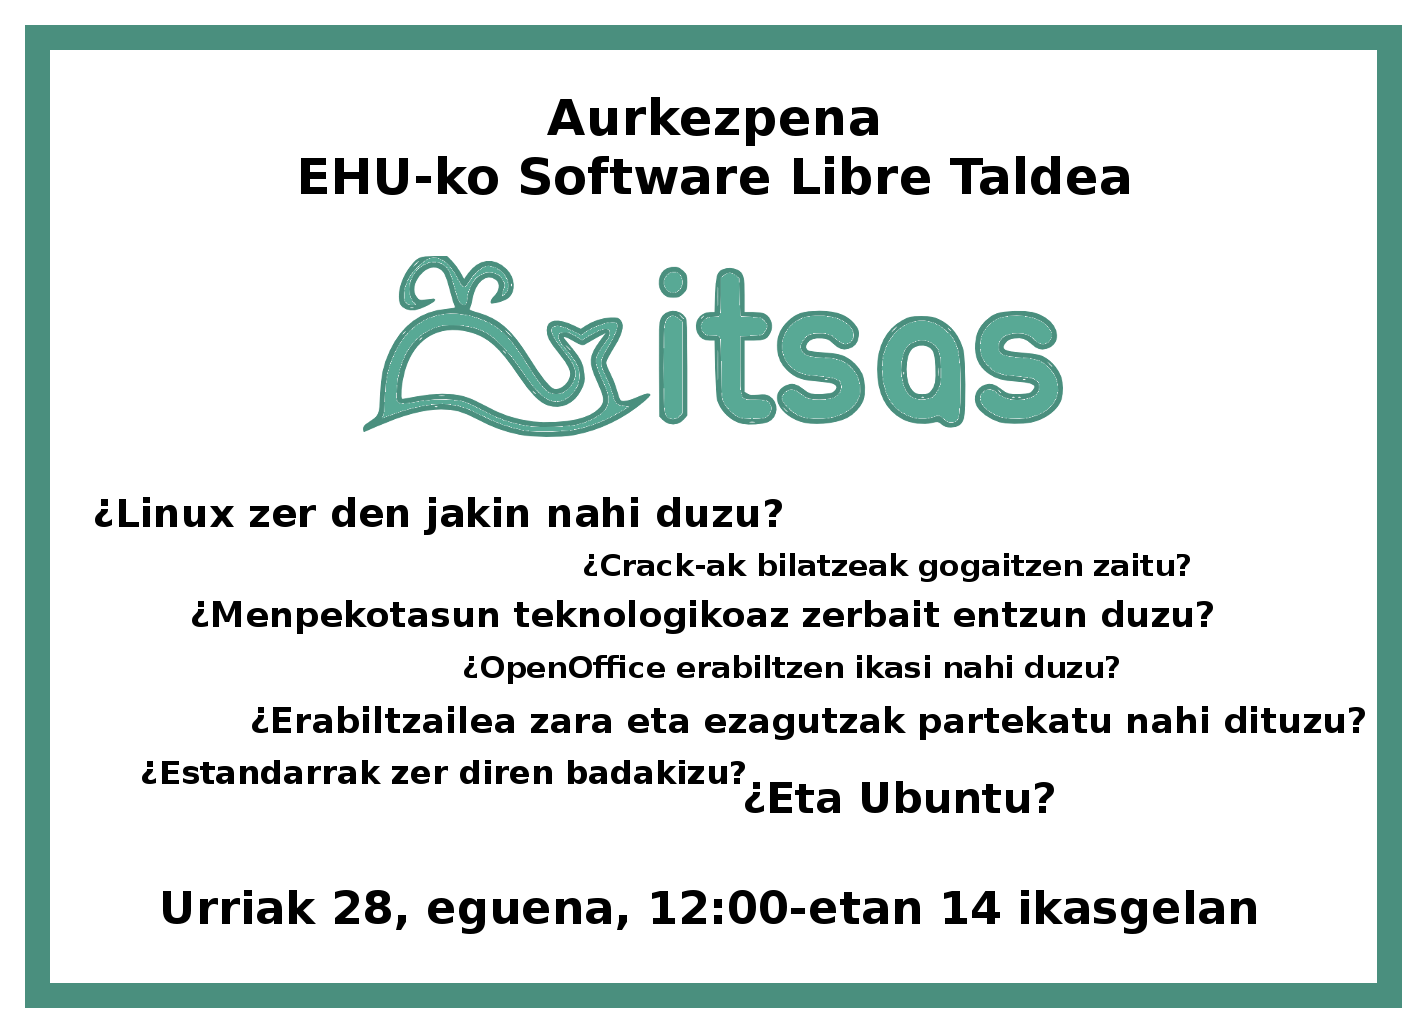 Aurkezpena
EHU-ko Software Libre Taldea
itsas
¿Linux zer den jakin nahi duzu?
¿Crack-ak bilatzeak gogaitzen zaitu?
¿Menpekotasun teknologikoaz zerbait entzun duzu?
¿OpenOffice erabiltzen ikasi nahi duzu?
¿Erabiltzailea zara eta ezagutzak partekatu nahi dituzu?
¿Estandarrak zer diren badakizu?
¿Eta Ubuntu?
Urriak 28, eguena, 12:00-etan 14 ikasgelan